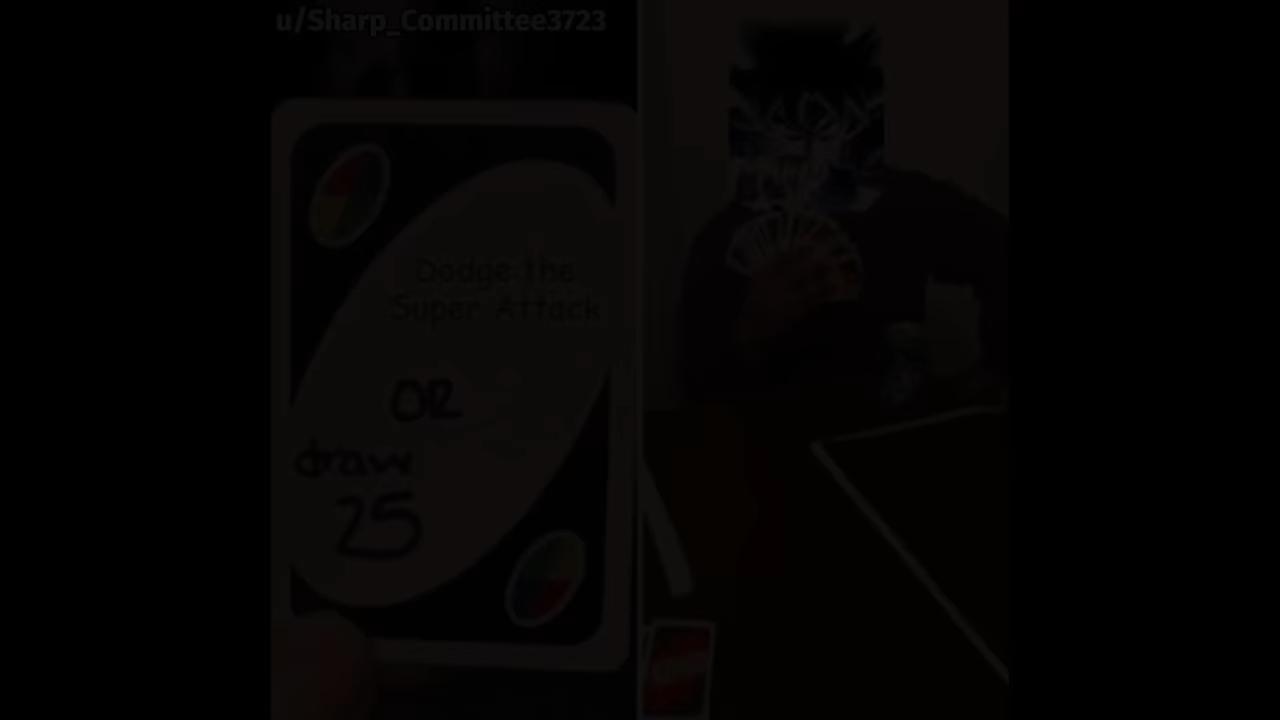 u/Sharp_Committee3723
Dodge the
Super Attack
OR
draw
25